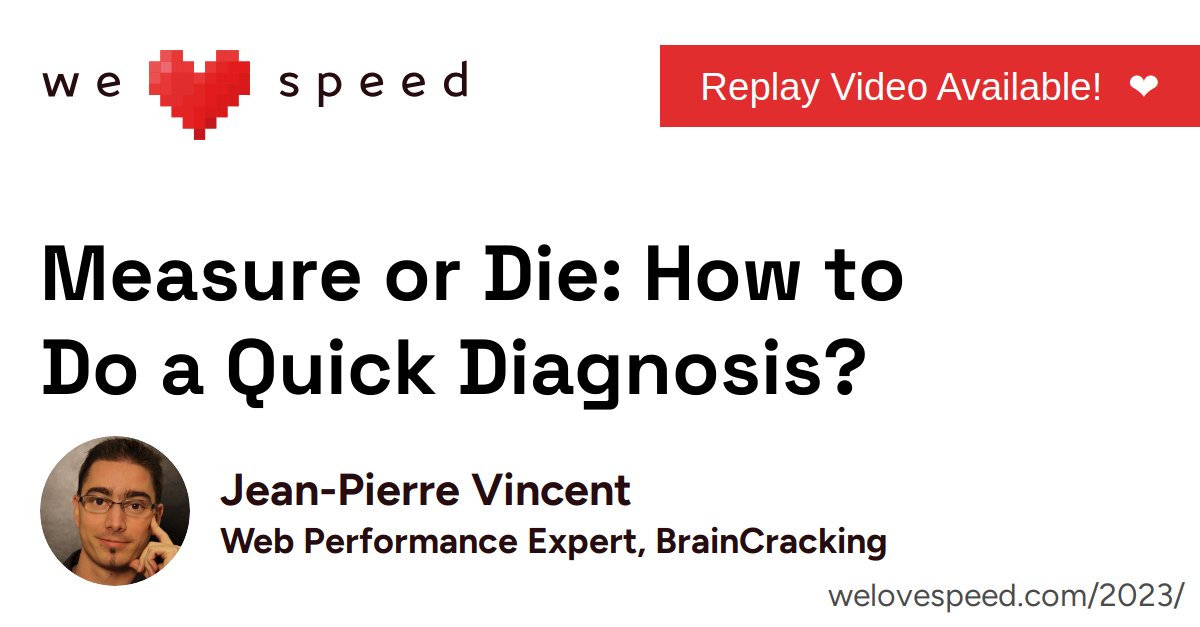 we ❤ speed
Replay Video Available! ❤
Measure or Die: How to
Do a Quick Diagnosis?
Jean-Pierre Vincent
Web Performance Expert, BrainCracking
welovespeed.com/2023/